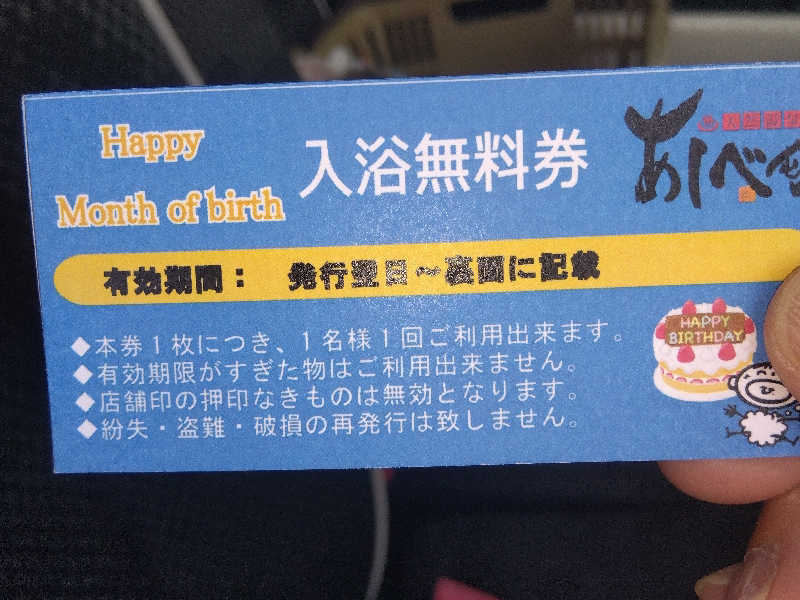 Happy
Month of birth
入浴無料券
あしべ
有効期間： 発行翌日～裏面に記載
◆本券１枚につき、１名様１回ご利用出来ます。
◆有効期限がすぎた物はご利用出来ません。
◆店舗印の押印なきものは無効となります。
◆紛失・盗難・破損の再発行は致しません。
HAPPY
BIRTHDAY